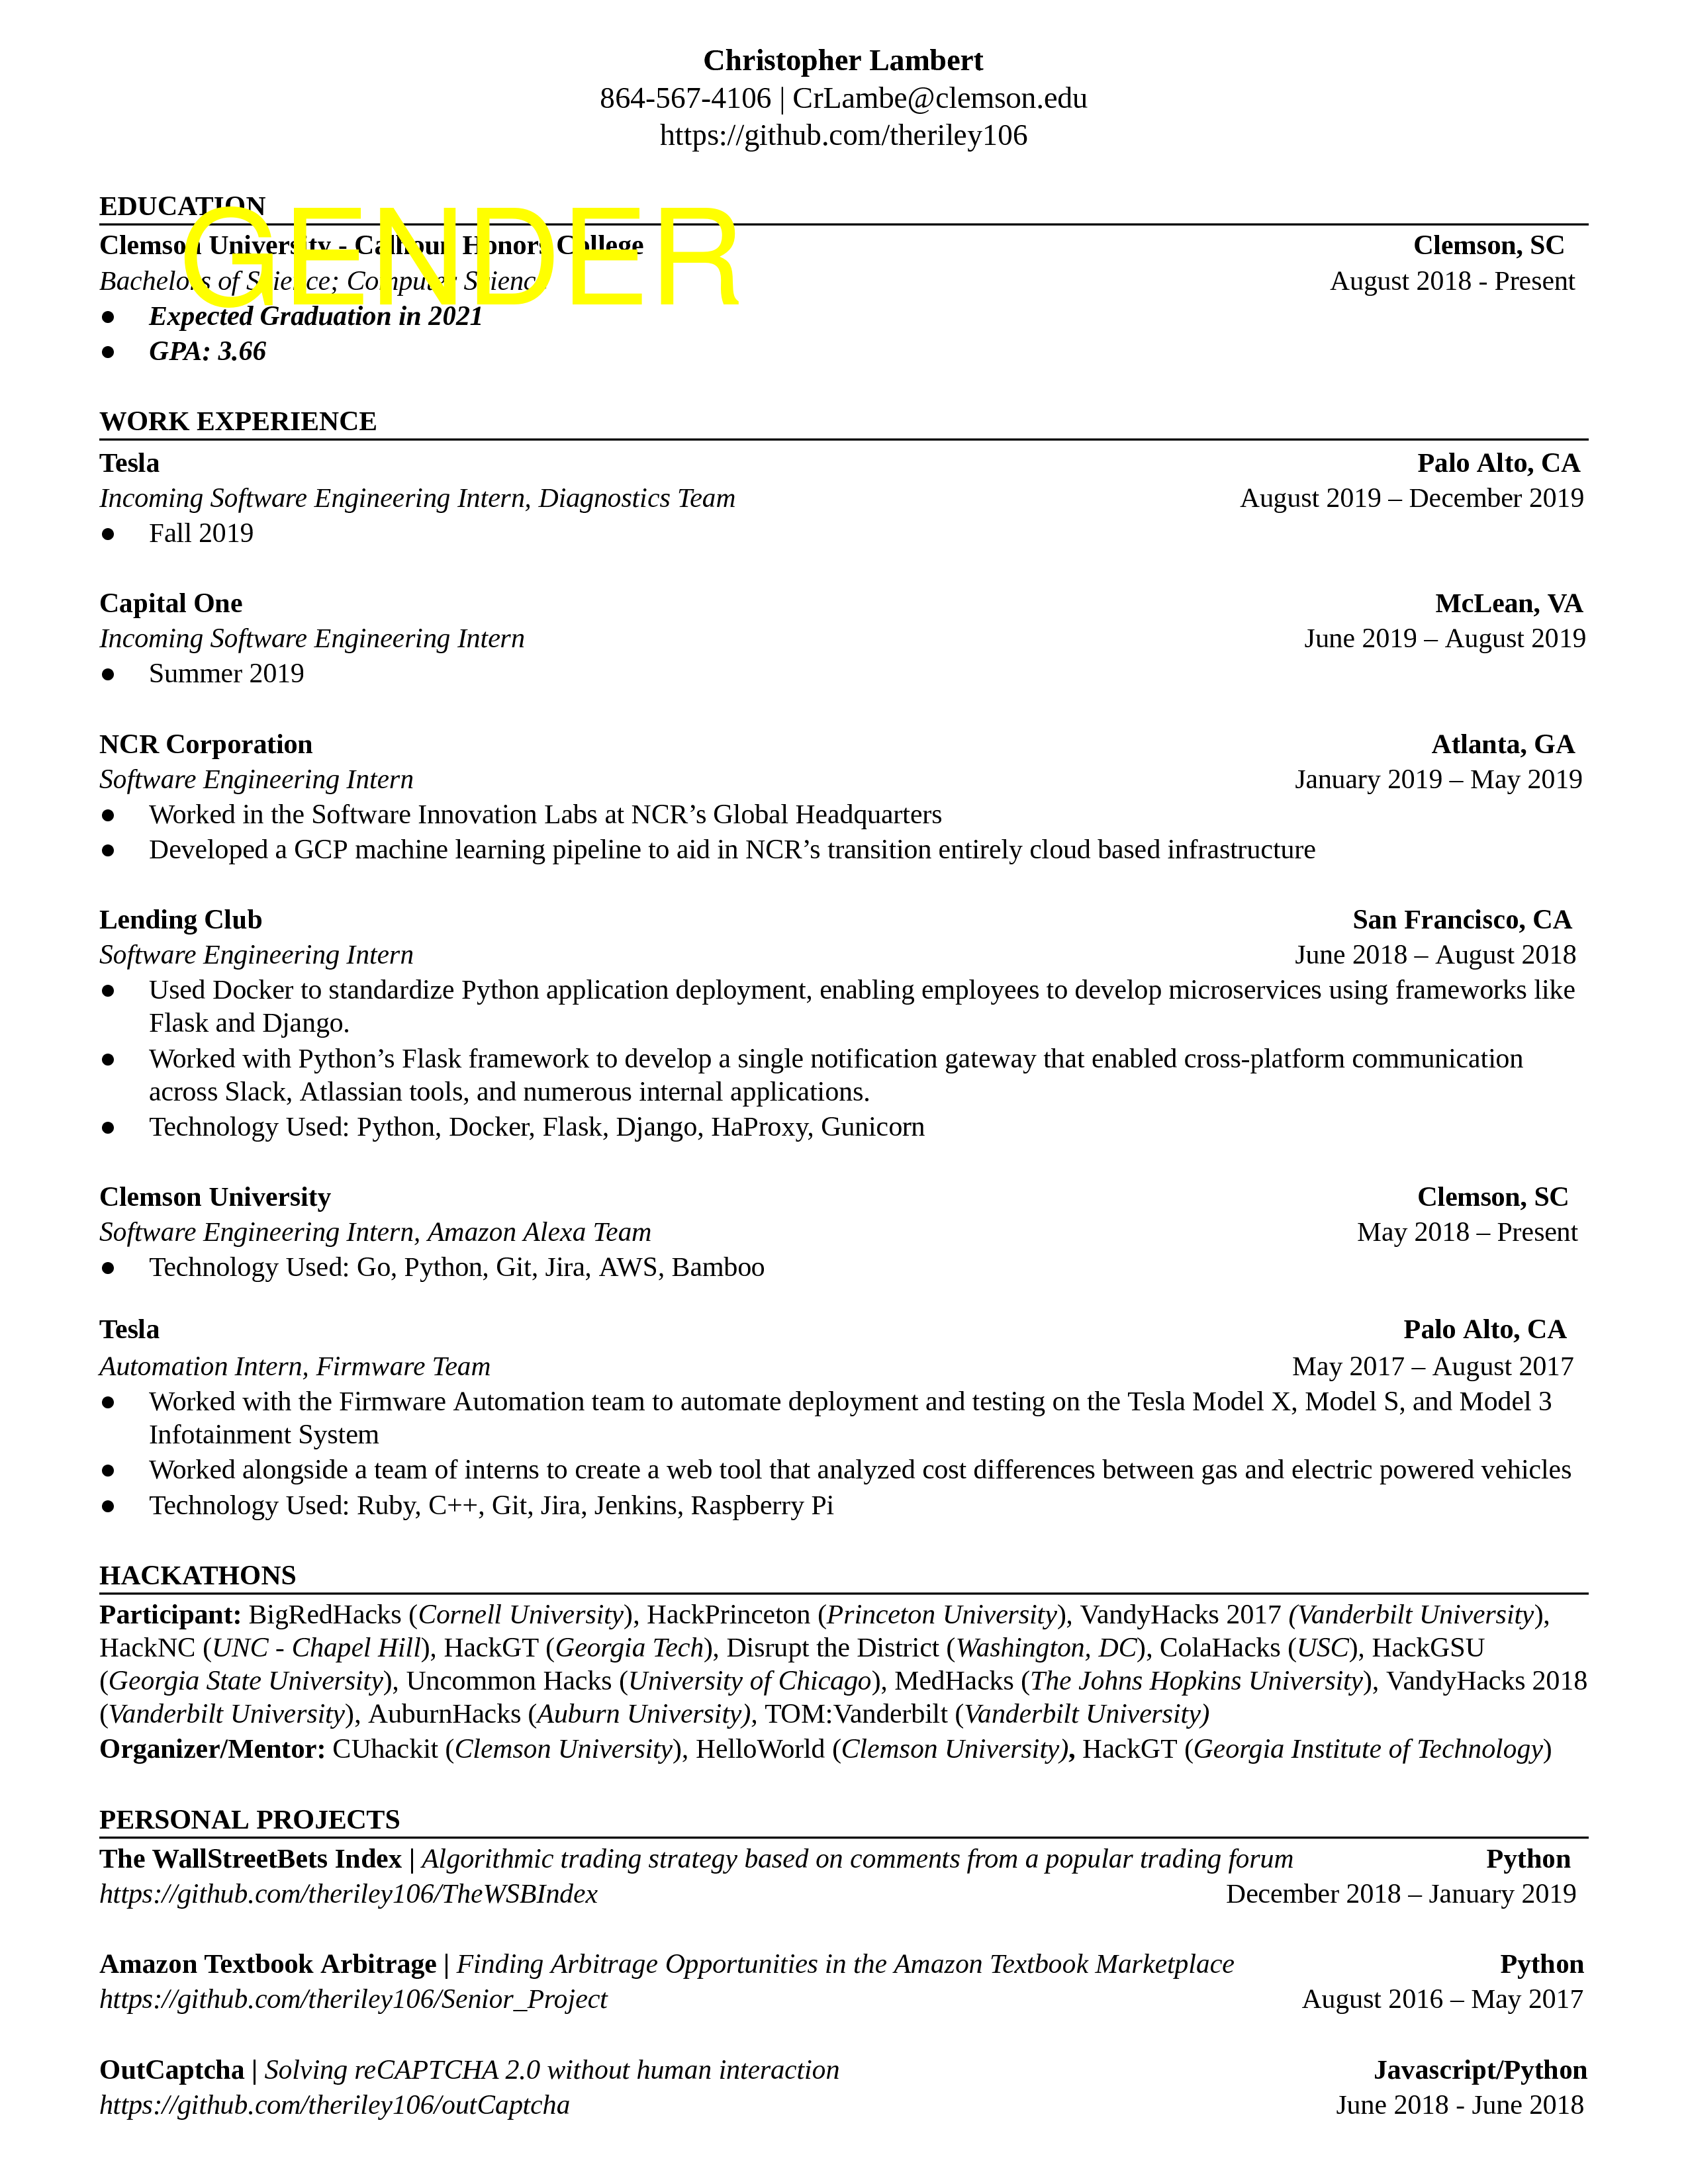 Christopher Lambert
864-567-4106 | CrLambe@clemson.edu
https://github.com/theriley106
EDUCATION
GENDER
Clemson University - Calhoun Honors College Clemson, SC
Bachelors of Science; Computer Science August 2018 - Present
● Expected Graduation in 2021
● GPA: 3.66
WORK EXPERIENCE
Tesla Palo Alto, CA
Incoming Software Engineering Intern, Diagnostics Team August 2019 – December 2019
● Fall 2019
Capital One McLean, VA
Incoming Software Engineering Intern June 2019 – August 2019
● Summer 2019
NCR Corporation Atlanta, GA
Software Engineering Intern January 2019 – May 2019
● Worked in the Software Innovation Labs at NCR’s Global Headquarters
● Developed a GCP machine learning pipeline to aid in NCR’s transition entirely cloud based infrastructure
Lending Club San Francisco, CA
Software Engineering Intern June 2018 – August 2018
● Used Docker to standardize Python application deployment, enabling employees to develop microservices using frameworks like
Flask and Django.
● Worked with Python’s Flask framework to develop a single notification gateway that enabled cross-platform communication
across Slack, Atlassian tools, and numerous internal applications.
● Technology Used: Python, Docker, Flask, Django, HaProxy, Gunicorn
Clemson University Clemson, SC
Software Engineering Intern, Amazon Alexa Team May 2018 – Present
● Technology Used: Go, Python, Git, Jira, AWS, Bamboo
Tesla Palo Alto, CA
Automation Intern, Firmware Team May 2017 – August 2017
● Worked with the Firmware Automation team to automate deployment and testing on the Tesla Model X, Model S, and Model 3
Infotainment System
● Worked alongside a team of interns to create a web tool that analyzed cost differences between gas and electric powered vehicles
● Technology Used: Ruby, C++, Git, Jira, Jenkins, Raspberry Pi
HACKATHONS
Participant: BigRedHacks (Cornell University), HackPrinceton (Princeton University), VandyHacks 2017 (Vanderbilt University),
HackNC (UNC - Chapel Hill), HackGT (Georgia Tech), Disrupt the District (Washington, DC), ColaHacks (USC), HackGSU
(Georgia State University), Uncommon Hacks (University of Chicago), MedHacks (The Johns Hopkins University), VandyHacks 2018
(Vanderbilt University), AuburnHacks (Auburn University), TOM:Vanderbilt (Vanderbilt University)
Organizer/Mentor: CUhackit (Clemson University), HelloWorld (Clemson University), HackGT (Georgia Institute of Technology)
PERSONAL PROJECTS
The WallStreetBets Index | Algorithmic trading strategy based on comments from a popular trading forum Python
https://github.com/theriley106/TheWSBIndex December 2018 – January 2019
Amazon Textbook Arbitrage | Finding Arbitrage Opportunities in the Amazon Textbook Marketplace Python
https://github.com/theriley106/Senior_Project August 2016 – May 2017
OutCaptcha | Solving reCAPTCHA 2.0 without human interaction Javascript/Python
https://github.com/theriley106/outCaptcha June 2018 - June 2018